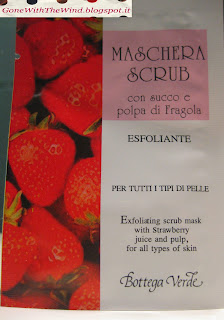 GoneWithTheWind.blogspot.it
MASCHERA
SCRUB
con succo e
polpa di Fragola
ESFOLIANTE
PER TUTTI I TIPI DI PELLE
Exfoliating scrub mask
with Strawberry
juice and pulp,
for all types of skin
Bottega Verde